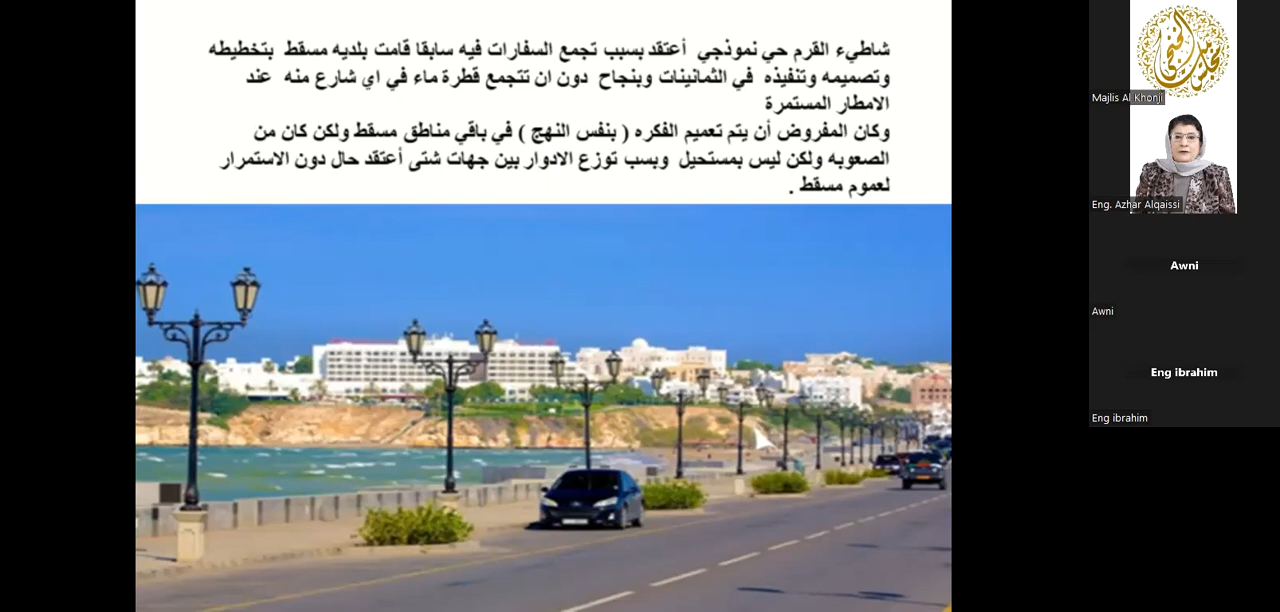 شاطيء القرم حي نموذجي أعتقد بسبب تجمع السفارات فيه سابقا قامت بلديه مسقط بتخطيطه
وتصميمه وتنفيذه في الثمانينات وبنجاح دون ان تتجمع قطرة ماء في اي شارع منه عند
الامطار المستمرة
وكان المفروض أن يتم تعميم الفكره ( بنفس النهج ) في باقي مناطق مسقط ولكن كان من
الصعوبه ولكن ليس بمستحيل وبسب توزع الادوار بين جهات شتى أعتقد حال دون الاستمرار
لعموم مسقط .
Majlis Al Khonji
Eng. Azhar Alqaissi
Awni
Awni
Eng ibrahim
Eng ibrahim